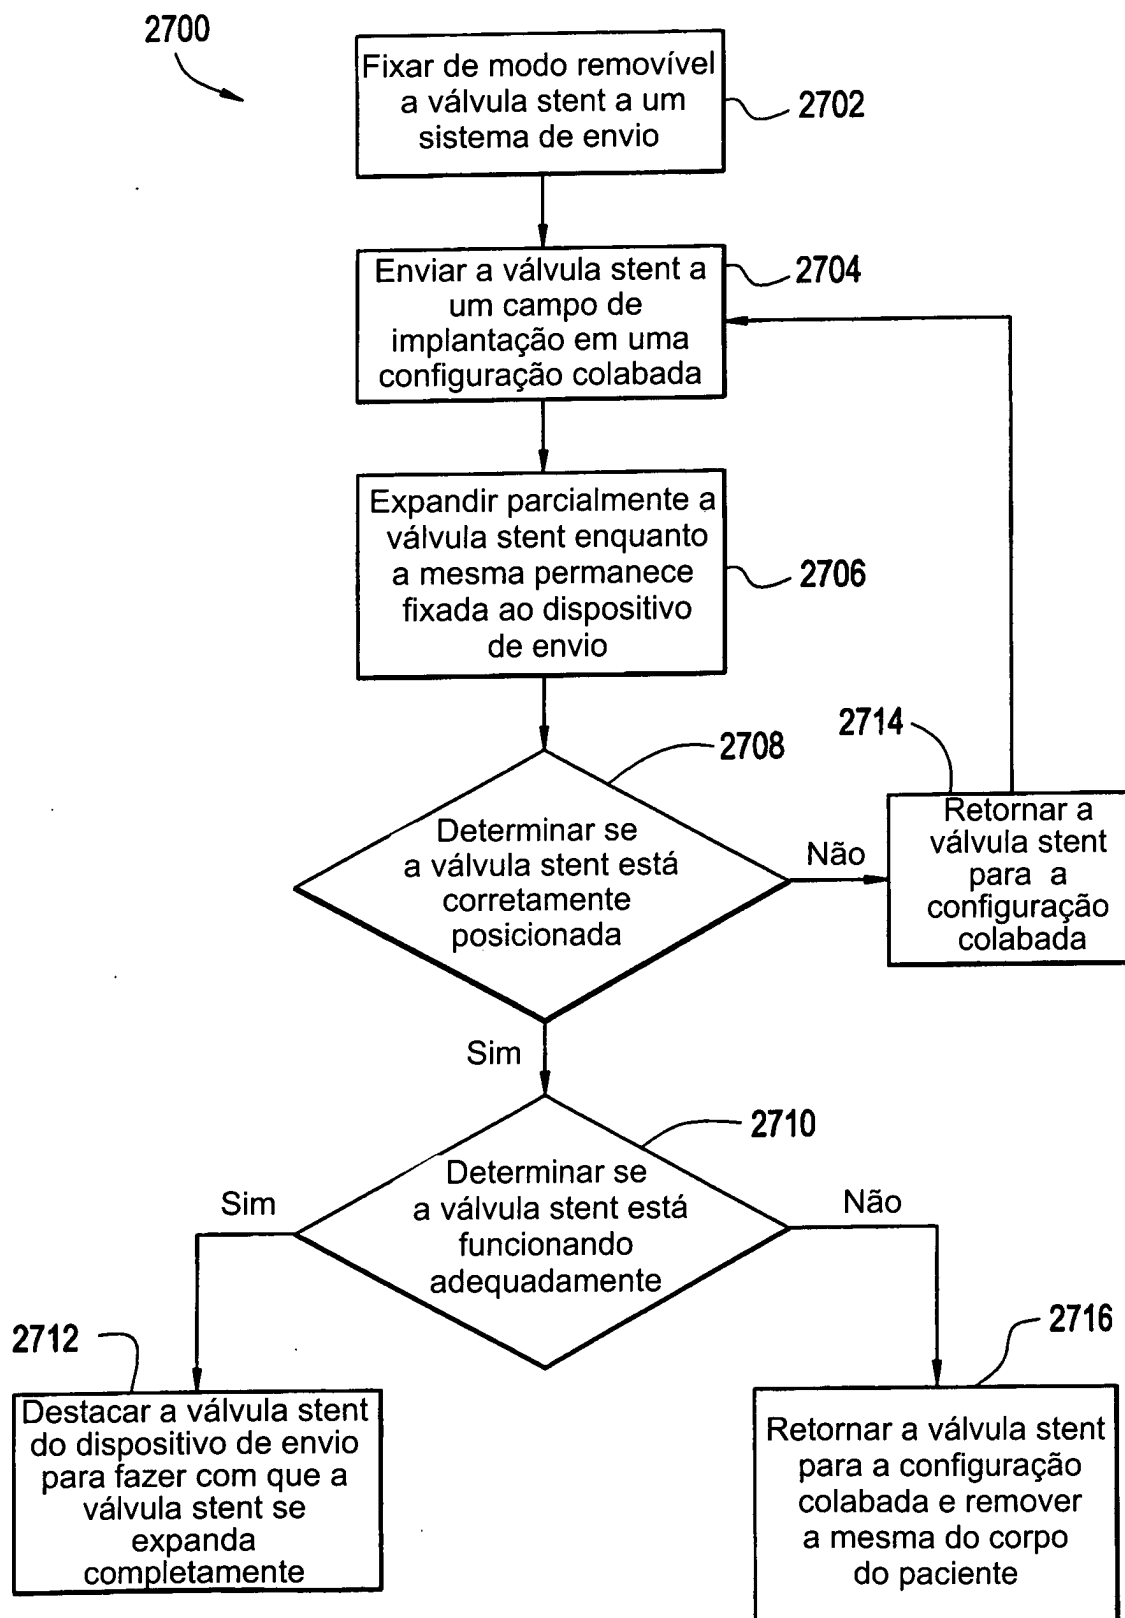 2700
Fixar de modo removível
a válvula stent a um
sistema de envio
2702
Enviar a válvula stent a
um campo de
implantação em uma
configuração colabada
2704
Expandir parcialmente a
válvula stent enquanto
a mesma permanece
fixada ao dispositivo
de envio
2706
2708
Determinar se
a válvula stent está
corretamente
posicionada
Não
2714
Retornar a
válvula stent
para a
configuração
colabada
Sim
2710
Determinar se
a válvula stent está
funcionando
adequadamente
Sim
Não
2712
Destacar a válvula stent
do dispositivo de envio
para fazer com que a
válvula stent se
expanda
completamente
2716
Retornar a válvula stent
para a configuração
colabada e remover
a mesma do corpo
do paciente